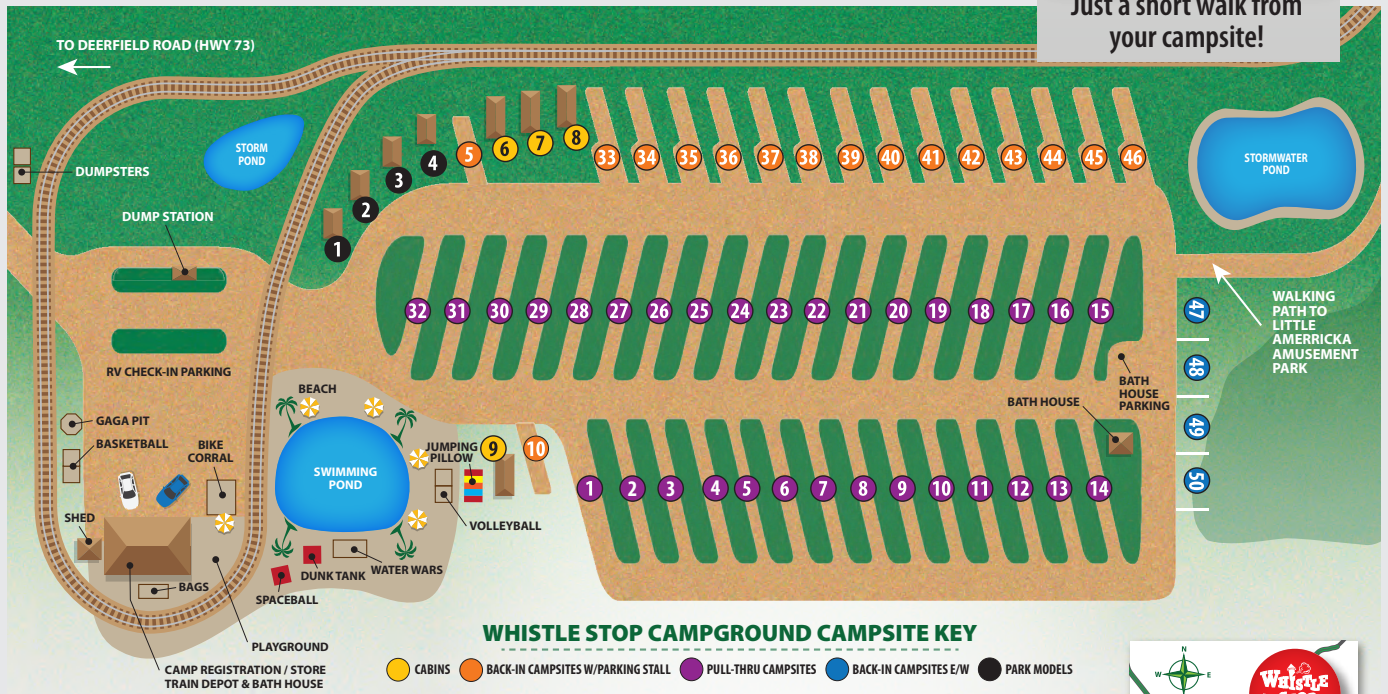 Just a short walk from
your campsite!
TO DEERFIELD ROAD (HWY 73)
STORM
POND
DUMPSTERS
DUMP STATION
1
2
3
4
5
6
7
8
33
34
35
36
37
38
39
40
41
42
43
44
45
46
STORMWATER
POND
32
31
30
29
28
27
26
25
24
23
22
21
20
19
18
17
16
15
47
48
49
50
WALKING
PATH TO
LITTLE
AMERRICKA
AMUSEMENT
PARK
RV CHECK-IN PARKING
BATH
HOUSE
PARKING
BATH HOUSE
GAGA PIT
BASKETBALL
BIKE
CORRAL
BEACH
SWIMMING
POND
JUMPING
PILLOW
9
10
1
2
3
4
5
6
7
8
9
10
11
12
13
14
VOLLEYBALL
SHED
BAGS
DUNK TANK
WATER WARS
SPACEBALL
PLAYGROUND
CAMP REGISTRATION / STORE
TRAIN DEPOT & BATH HOUSE
WHISTLE STOP CAMPGROUND CAMPSITE KEY
CABINS
BACK-IN CAMPSITES W/PARKING STALL
PULL-THRU CAMPSITES
BACK-IN CAMPSITES E/W
PARK MODELS
N
W
E
WHISTLE